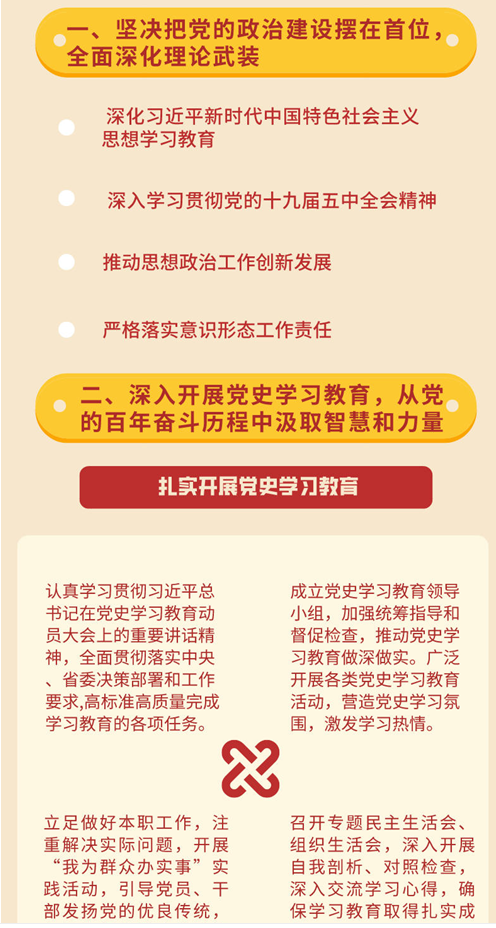 一、坚决把党的政治建设摆在首位，
全面深化理论武装
深化习近平新时代中国特色社会主义
思想学习教育
深入学习贯彻党的十九届五中全会精神
推动思想政治工作创新发展
严格落实意识形态工作责任
二、深入开展党史学习教育，从党
的百年奋斗历程中汲取智慧和力量
扎实开展党史学习教育
认真学习贯彻习近平总
书记在党史学习教育动
员大会上的重要讲话精
神，全面贯彻落实中央
、省委决策部署和工作
要求,高标准高质量完成
学习教育的各项任务。
成立党史学习教育领导
小组，加强统筹指导和
督促检查，推动党史学
习教育做深做实。广泛
开展各类党史学习教育
活动，营造党史学习氛
围，激发学习热情。
立足做好本职工作，注
重解决实际问题，开展
“我为群众办实事”实
践活动，引导党员、干
部发扬党的优良传统，
召开专题民主生活会、
组织生活会，深入开展
自我剖析、对照检查，
深入交流学习心得，确
保学习教育取得扎实成